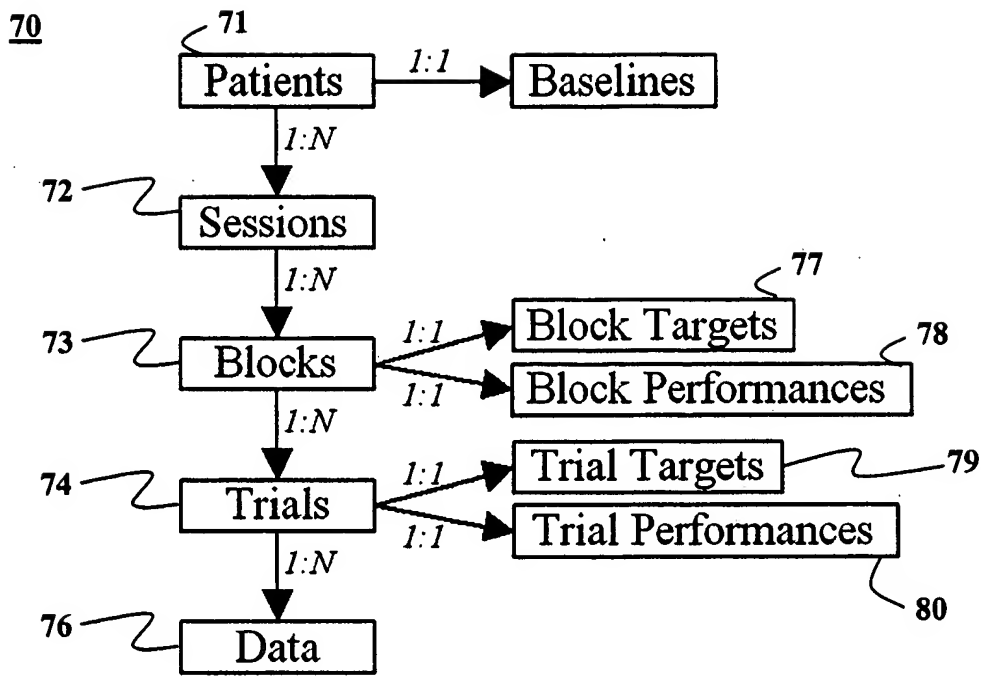 70
71
Patients
1:1
Baselines
1:N
72
Sessions
1:N
77
73
Blocks
1:1
Block Targets
78
1:1
Block Performances
1:N
74
Trials
1:1
Trial Targets
79
1:1
Trial Performances
1:N
80
76
Data